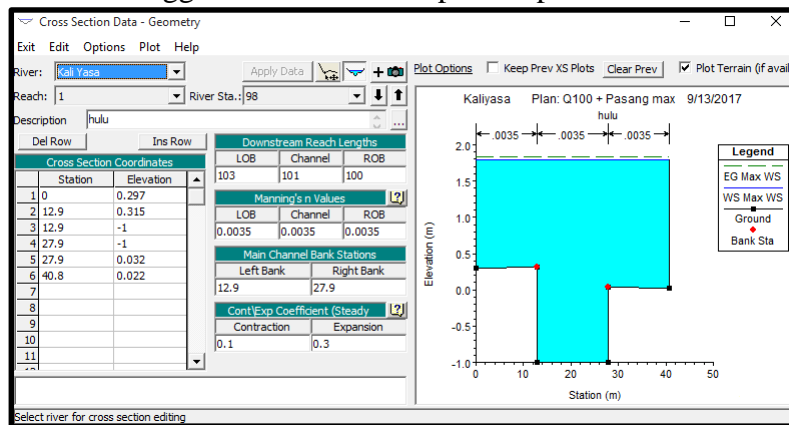 Cross Section Data - Geometry
Exit Edit Options Plot Help
River: Kali Yasa Apply Data Plot Options Keep Prev XS Plots Clear Prev Plot Terrain (if avail
Reach: 1 River Sta.: 98
Description hulu ...
Del Row Ins Row
Cross Section Coordinates
Station Elevation
1 0 0.297
2 12.9 0.315
3 12.9 -1
4 27.9 -1
5 27.9 0.032
6 40.8 0.022
7
8
9
10
11
Downstream Reach Lengths
LOB Channel ROB
103 101 100
Manning's n Values
LOB Channel ROB
0.0035 0.0035 0.0035
Main Channel Bank Stations
Left Bank Right Bank
12.9 27.9
Cont\Exp Coefficient (Steady
Contraction Expansion
0.1 0.3
Select river for cross section editing
Kaliyasa Plan: Q100 + Pasang max 9/13/2017
hulu
.0035 .0035 .0035
2.0
1.5
1.0
0.5
0.0
-0.5
-1.0
Elevation (m)
0 10 20 30 40 50
Station (m)
Legend
EG Max WS
WS Max WS
Ground
Bank Sta